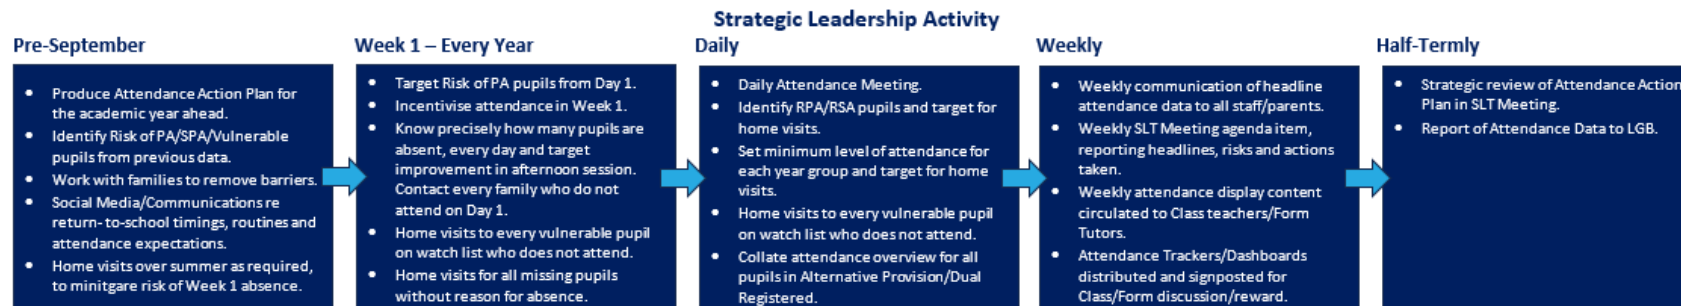 Strategic Leadership Activity
Pre-September
• Produce Attendance Action Plan for
the academic year ahead.
• Identify Risk of PA/SPA/Vulnerable
pupils from previous data.
• Work with families to remove barriers.
• Social Media/Communications re
return- to-school timings, routines and
attendance expectations.
• Home visits over summer as required,
to minitgare risk of Week 1 absence.
Week 1 – Every Year
• Target Risk of PA pupils from Day 1.
• Incentivise attendance in Week 1.
• Know precisely how many pupils are
absent, every day and target
improvement in afternoon session.
Contact every family who do not
attend on Day 1.
• Home visits to every vulnerable pupil
on watch list who does not attend.
• Home visits for all missing pupils
without reason for absence.
Daily
• Daily Attendance Meeting.
• Identify RPA/RSA pupils and target for
home visits.
• Set minimum level of attendance for
each year group and target for home
visits.
• Home visits to every vulnerable pupil
on watch list who does not attend.
• Collate attendance overview for all
pupils in Alternative Provision/Dual
Registered.
Weekly
• Weekly communication of headline
attendance data to all staff/parents.
• Weekly SLT Meeting agenda item,
reporting headlines, risks and actions
taken.
• Weekly attendance display content
circulated to Class teachers/Form
Tutors.
• Attendance Trackers/Dashboards
distributed and signposted for
Class/Form discussion/reward.
Half-Termly
• Strategic review of Attendance Action
Plan in SLT Meeting.
• Report of Attendance Data to LGB.